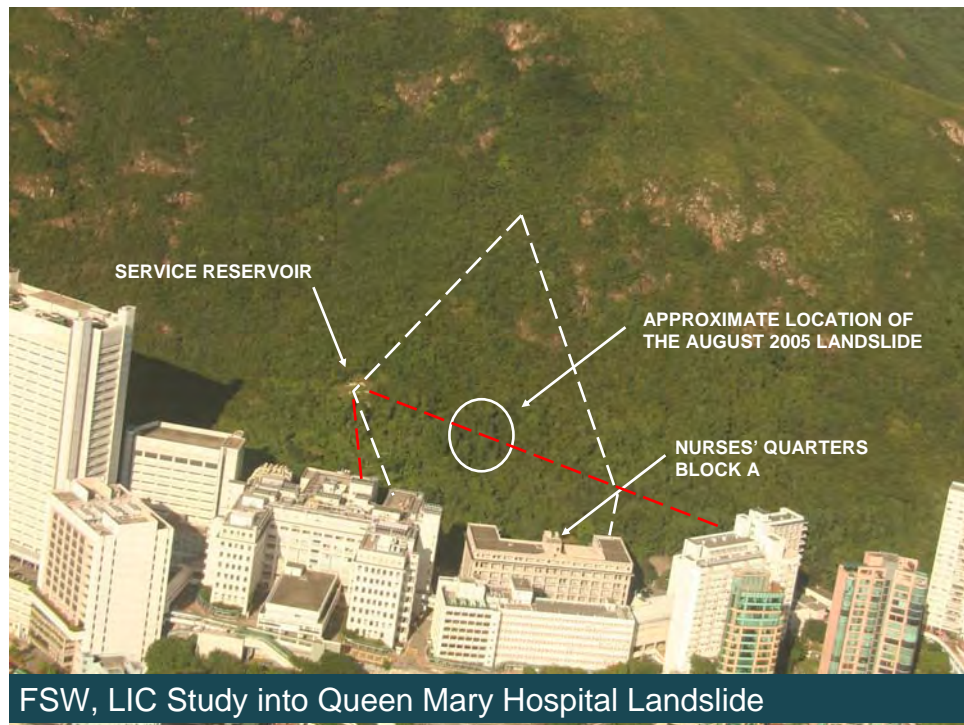 SERVICE RESERVOIR
APPROXIMATE LOCATION OF
THE AUGUST 2005 LANDSLIDE
NURSES’ QUARTERS
BLOCK A
FSW, LIC Study into Queen Mary Hospital Landslide